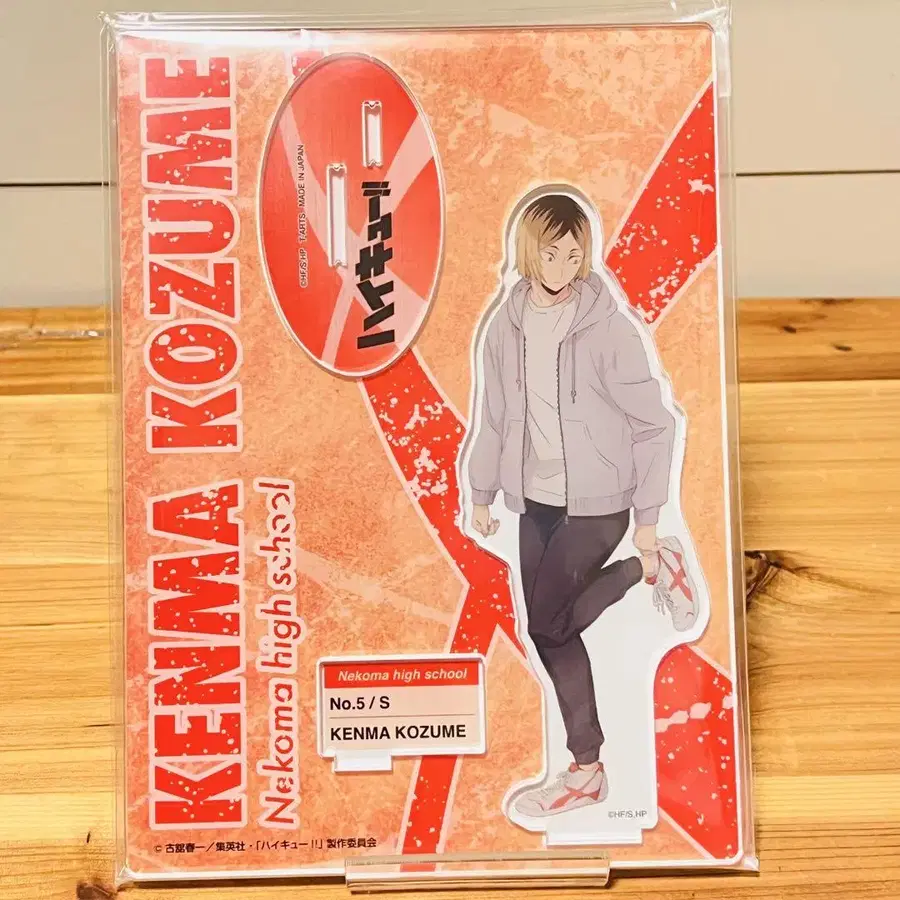 KENMA KOZUME
Nekoma high school
©HF/S,HP T-ARTS MADE IN JAPAN
ハイキュー!!
Nekoma high school
No.5 / S
KENMA KOZUME
©HF/S,HP
© 古舘春一／集英社・「ハイキュー!!」製作委員会